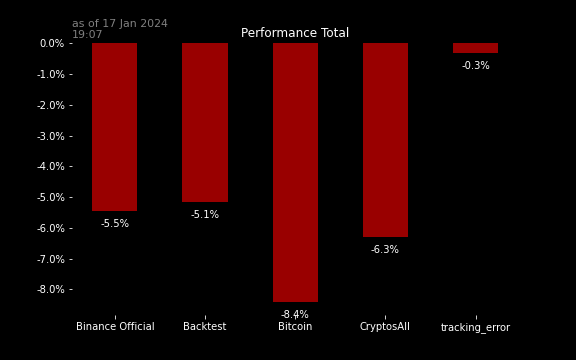 as of 17 Jan 2024
19:07
Performance Total
0.0%
-1.0%
-2.0%
-3.0%
-4.0%
-5.0%
-6.0%
-7.0%
-8.0%
-5.5%
-5.1%
-8.4%
-6.3%
-0.3%
Binance Official
Backtest
Bitcoin
CryptosAll
tracking_error